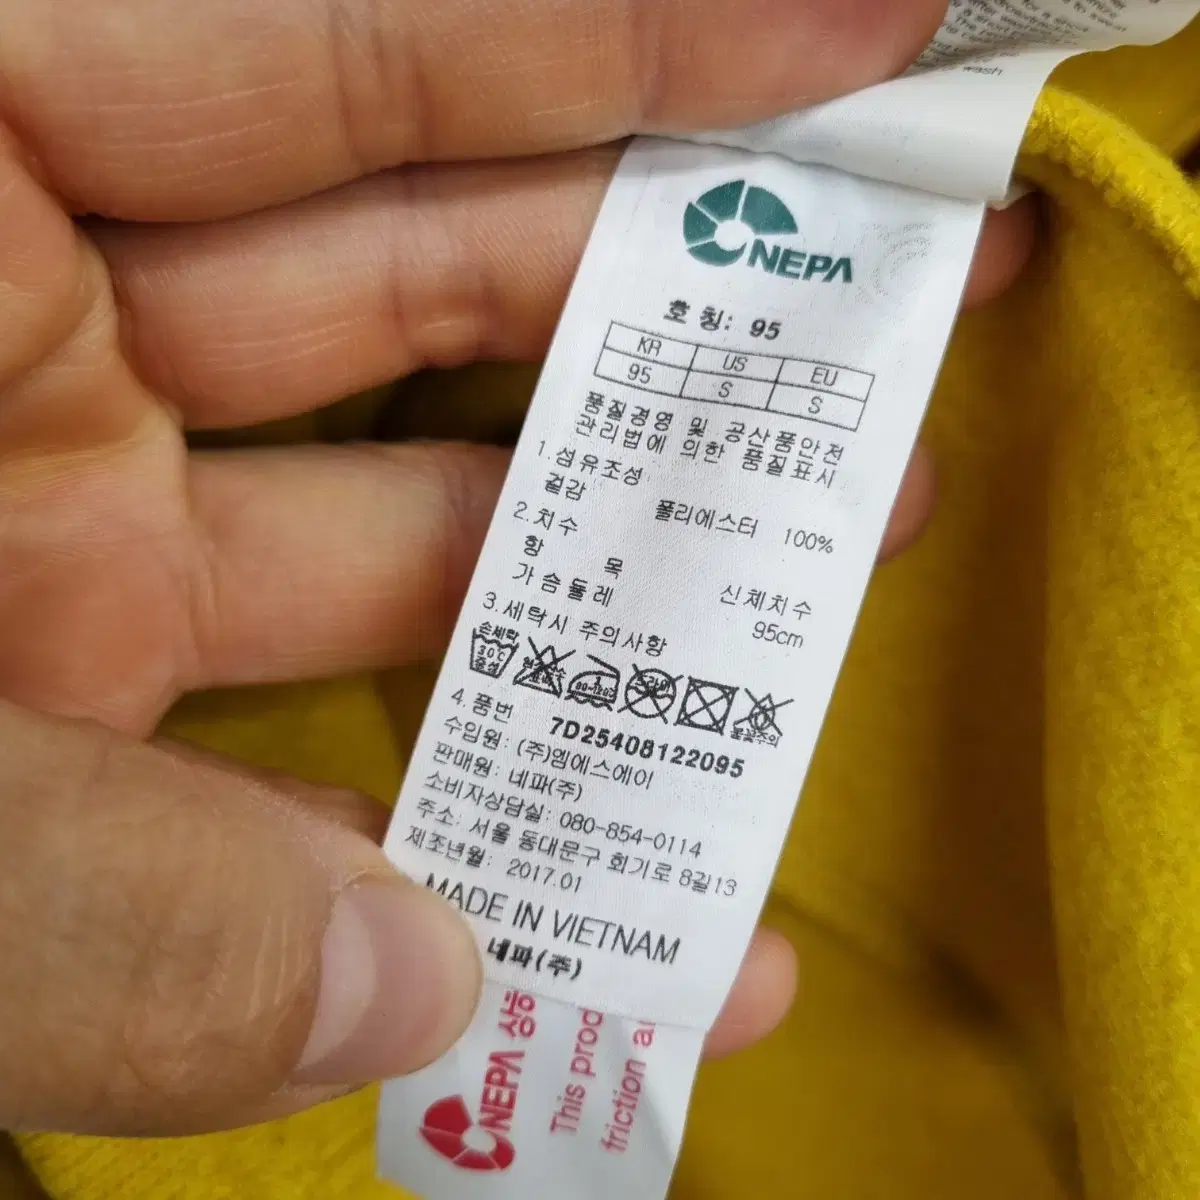 wash
NEPA
호 칭: 95
KR US EU
95 S S
품질경영 및 공산품안전
관리법에 의한 품질표시
1.섬유조성
겉감 폴리에스터 100%
2.치수
항 목 신체치수
가슴둘레 95cm
3.세탁시 주의사항
손세탁
30℃
중성
4.품번 7D25408122095
수입원: (주)엠에스에이
판매원: 네파(주)
소비자상담실: 080-854-0114
주소: 서울 동대문구 회기로 8길13
제조년월: 2017.01
MADE IN VIETNAM
네파(주)
NEPA
This
friction